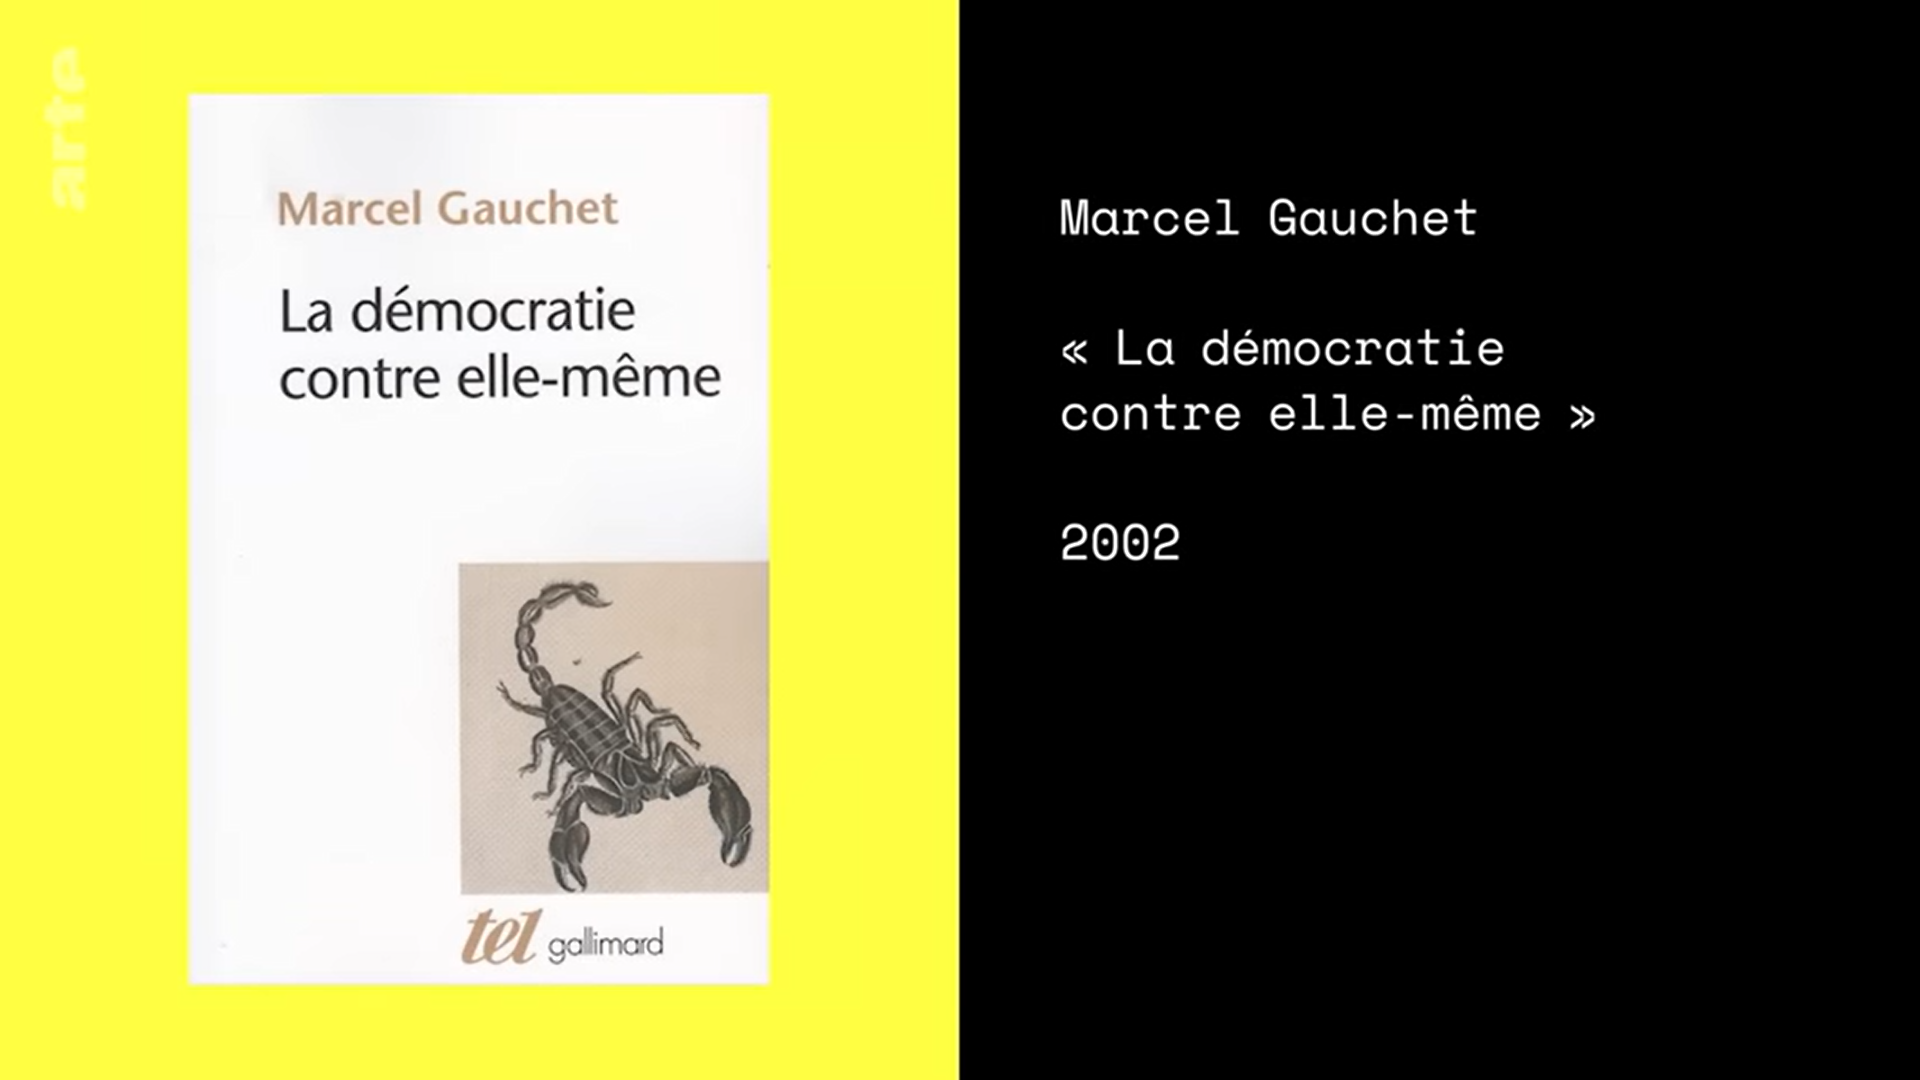 arte
Marcel Gauchet
La démocratie
contre elle-même
tel gallimard
Marcel Gauchet
« La démocratie
contre elle-même »
2002